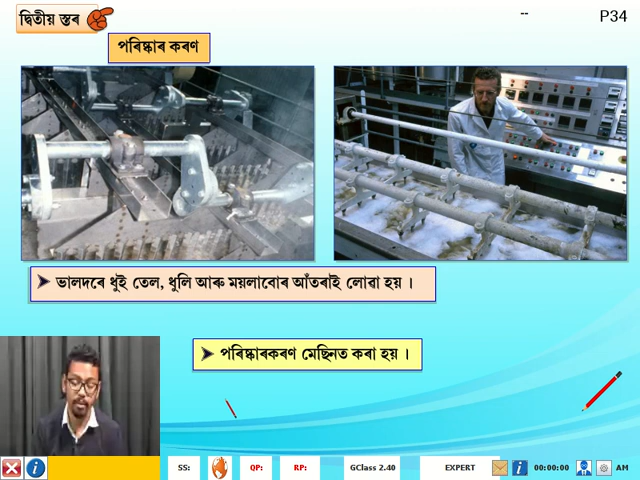 দ্বিতীয় স্তৰ
--
P34
পৰিষ্কাৰ কৰণ
ভালদৰে ধুই তেল, ধুলি আৰু ময়লাবোৰ আঁতৰাই লোৱা হয় ।
পৰিষ্কাৰকৰণ মেছিনত কৰা হয় ।
SS: QP: RP: GClass 2.40 EXPERT 00:00:00 AM